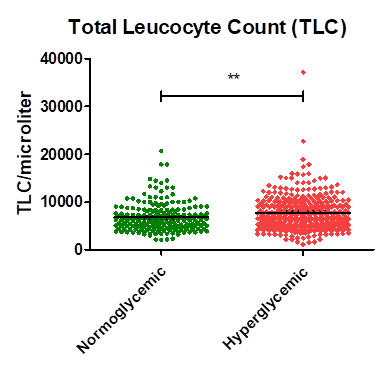 Total Leucocyte Count (TLC)
TLC/microliter
40000
30000
20000
10000
0
**
Normoglycemic
Hyperglycemic